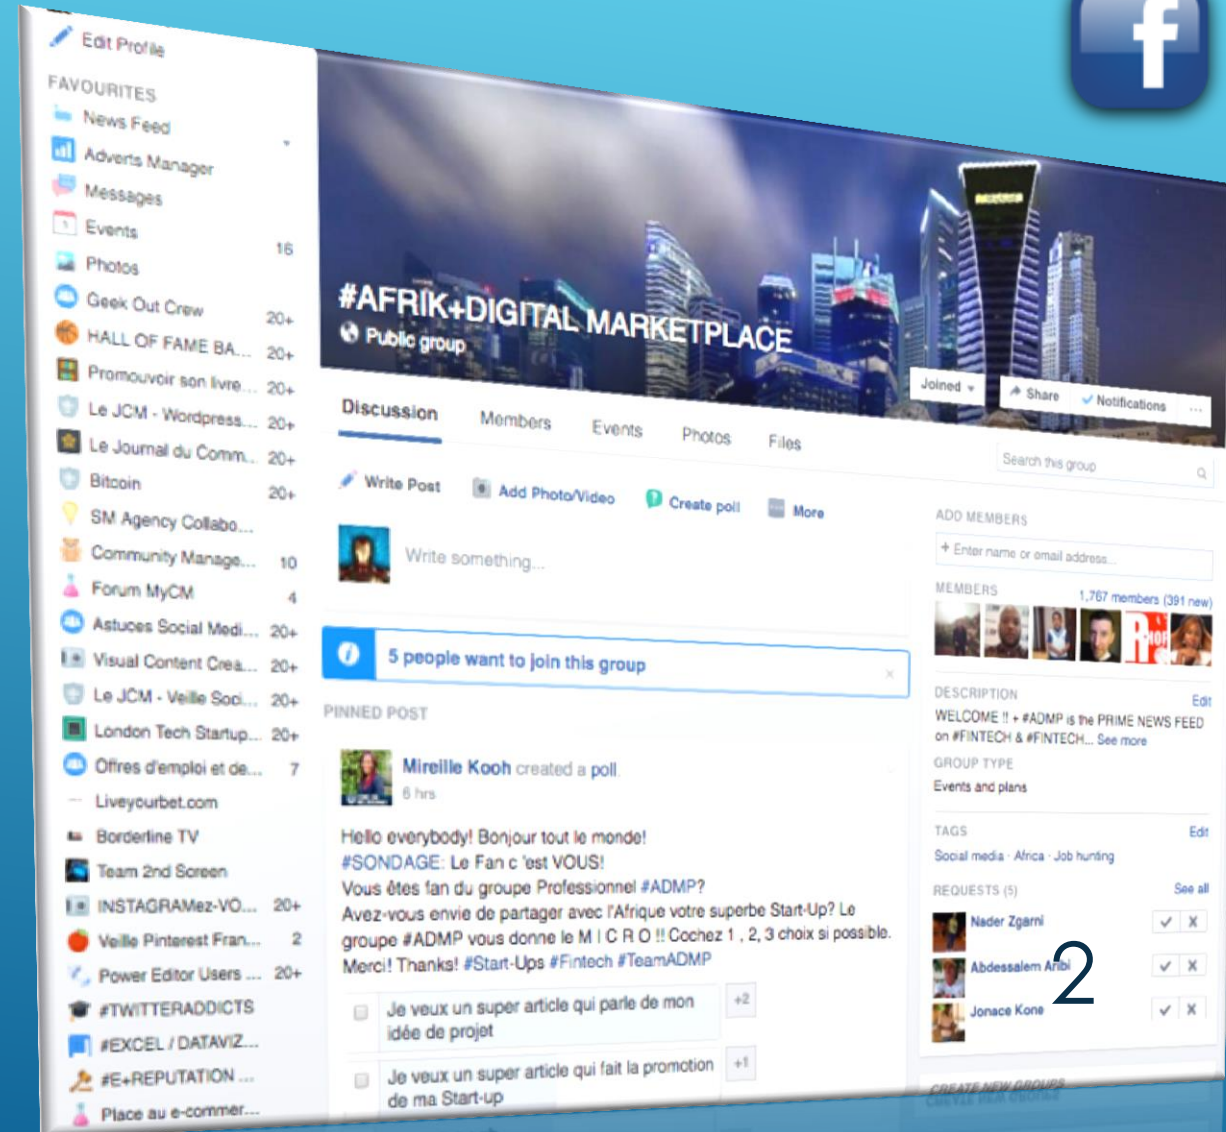 f
Edit Profile
FAVOURITES
News Feed
Adverts Manager
Messages
Events 16
Photos
Geek Out Crew 20+
HALL OF FAME BA... 20+
Promouvoir son livre... 20+
Le JCM - Wordpress... 20+
Le Journal du Comm... 20+
Bitcoin 20+
SM Agency Collabo...
Community Manage... 10
Forum MyCM 4
Astuces Social Medi... 20+
Visual Content Crea... 20+
Le JCM - Veille Soci... 20+
London Tech Startup... 20+
Offres d'emploi et de... 7
Liveyourbet.com
Borderline TV
Team 2nd Screen
INSTAGRAMez-VO... 20+
Veille Pinterest Fran... 2
Power Editor Users ... 20+
#TWITTERADDICTS
#EXCEL / DATAVIZ...
#E+REPUTATION ...
Place au e-commer...
#AFRIK+DIGITAL MARKETPLACE
Public group
Joined Share Notifications ...
Discussion Members Events Photos Files
Search this group
Write Post Add Photo/Video Create poll More
Write something...
5 people want to join this group
PINNED POST
Mireille Kooh created a poll.
6 hrs
Hello everybody! Bonjour tout le monde!
#SONDAGE: Le Fan c 'est VOUS!
Vous êtes fan du groupe Professionnel #ADMP?
Avez-vous envie de partager avec l'Afrique votre superbe Start-Up? Le
groupe #ADMP vous donne le M I C R O !! Cochez 1 , 2, 3 choix si possible.
Merci! Thanks! #Start-Ups #Fintech #TeamADMP
Je veux un super article qui parle de mon
idée de projet
+2
Je veux un super article qui fait la promotion
de ma Start-up
+1
ADD MEMBERS
+ Enter name or email address...
MEMBERS 1,767 members (391 new)
DESCRIPTION Edit
WELCOME !! + #ADMP is the PRIME NEWS FEED
on #FINTECH & #FINTECH... See more
GROUP TYPE
Events and plans
TAGS Edit
Social media · Africa · Job hunting
REQUESTS (5) See all
Nader Zgarni
Abdessalem Aribi
Jonace Kone
2
CREATE NEW GROUPS